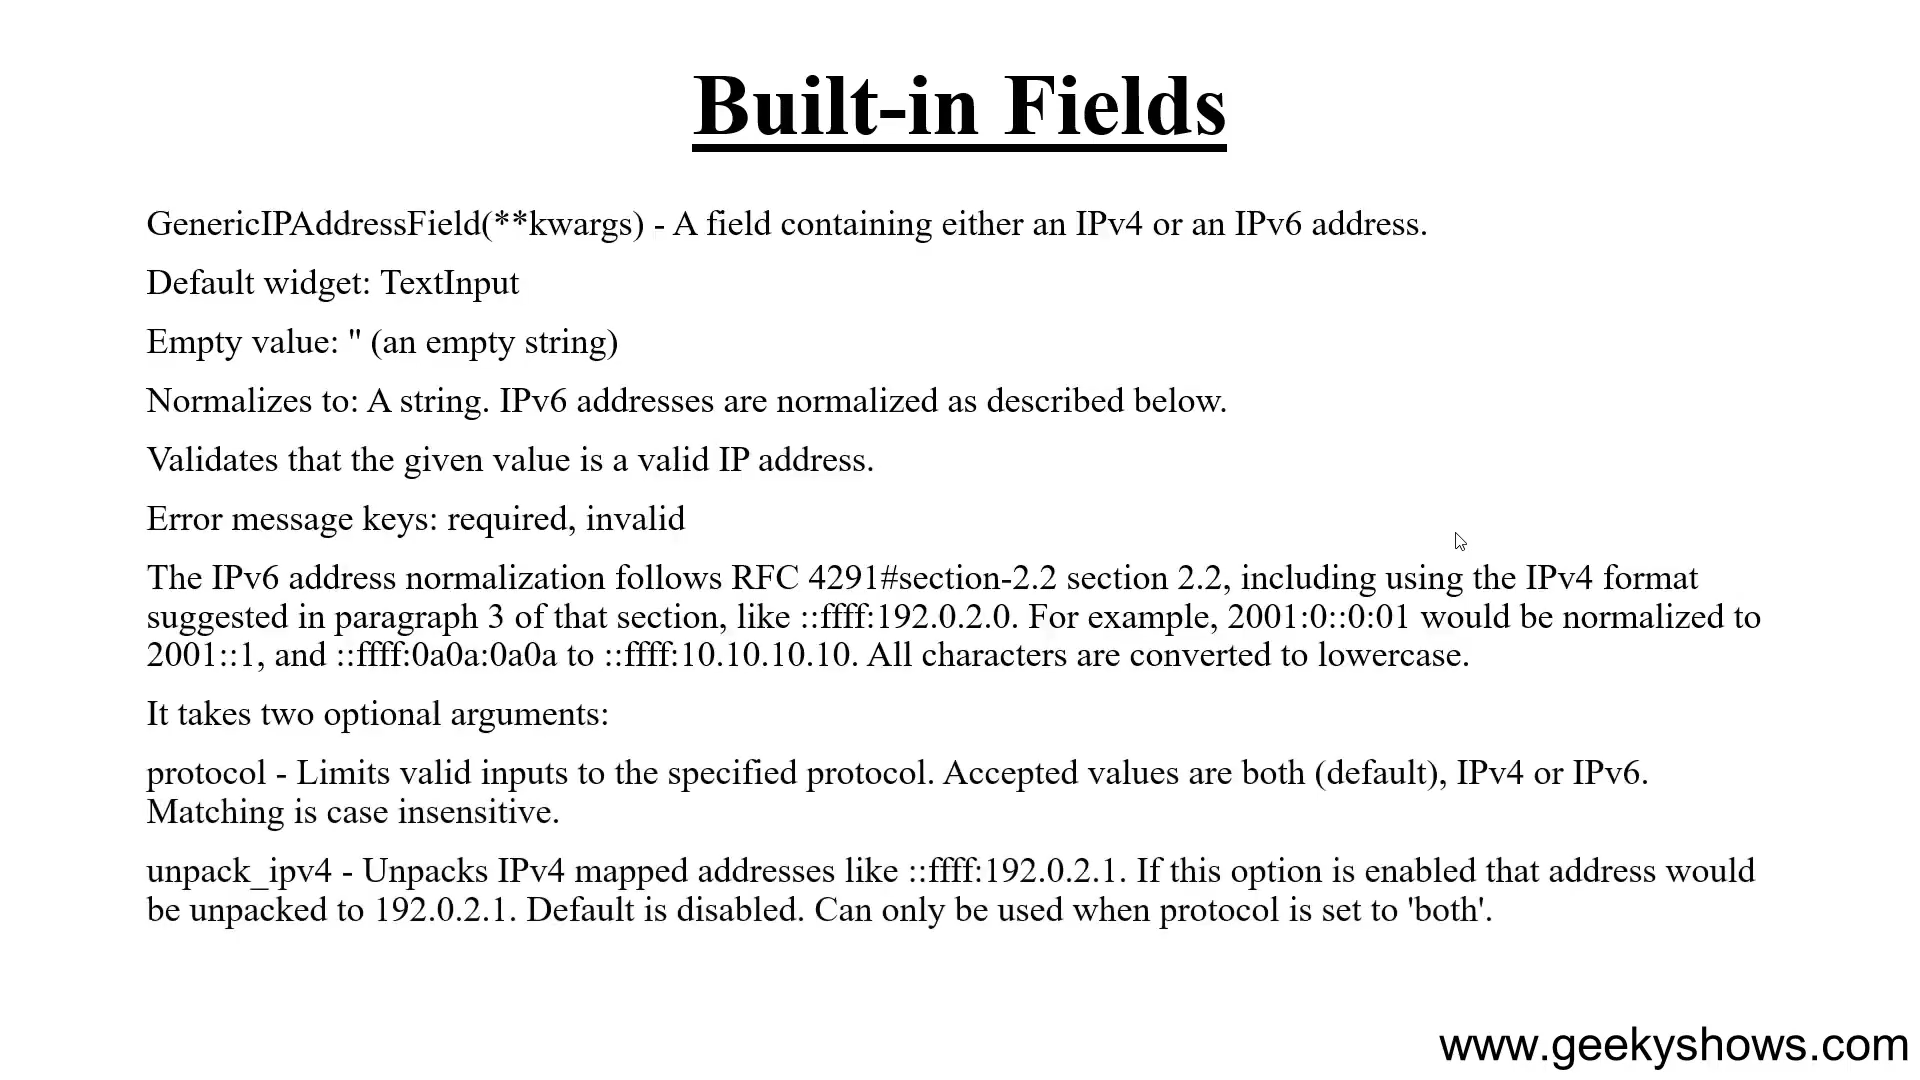 Built-in Fields
GenericIPAddressField(**kwargs) - A field containing either an IPv4 or an IPv6 address.
Default widget: TextInput
Empty value: '' (an empty string)
Normalizes to: A string. IPv6 addresses are normalized as described below.
Validates that the given value is a valid IP address.
Error message keys: required, invalid
The IPv6 address normalization follows RFC 4291#section-2.2 section 2.2, including using the IPv4 format
suggested in paragraph 3 of that section, like ::ffff:192.0.2.0. For example, 2001:0::0:01 would be normalized to
2001::1, and ::ffff:0a0a:0a0a to ::ffff:10.10.10.10. All characters are converted to lowercase.
It takes two optional arguments:
protocol - Limits valid inputs to the specified protocol. Accepted values are both (default), IPv4 or IPv6.
Matching is case insensitive.
unpack_ipv4 - Unpacks IPv4 mapped addresses like ::ffff:192.0.2.1. If this option is enabled that address would
be unpacked to 192.0.2.1. Default is disabled. Can only be used when protocol is set to 'both'.
www.geekyshows.com